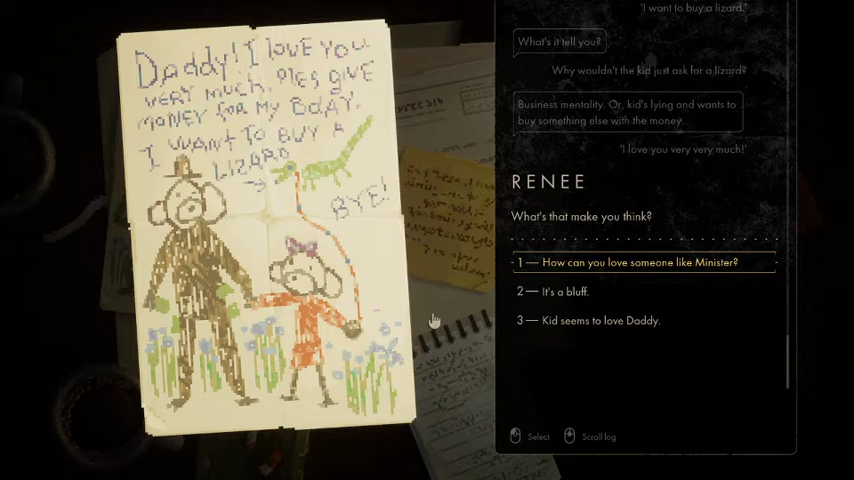 Daddy! I LOVE YOU
VERY MUCH. PLES GIVE
MONEY FOR MY BDAY.
I WANT TO BUY A
LIZARD
BYE!
'I want to buy a lizard.'
What's it tell you?
Why wouldn't the kid just ask for a lizard?
Business mentality. Or, kid's lying and wants to
buy something else with the money.
'I love you very very much!'
RENEE
What's that make you think?
1 — How can you love someone like Minister?
2 — It's a bluff.
3 — Kid seems to love Daddy.
Select
Scroll log